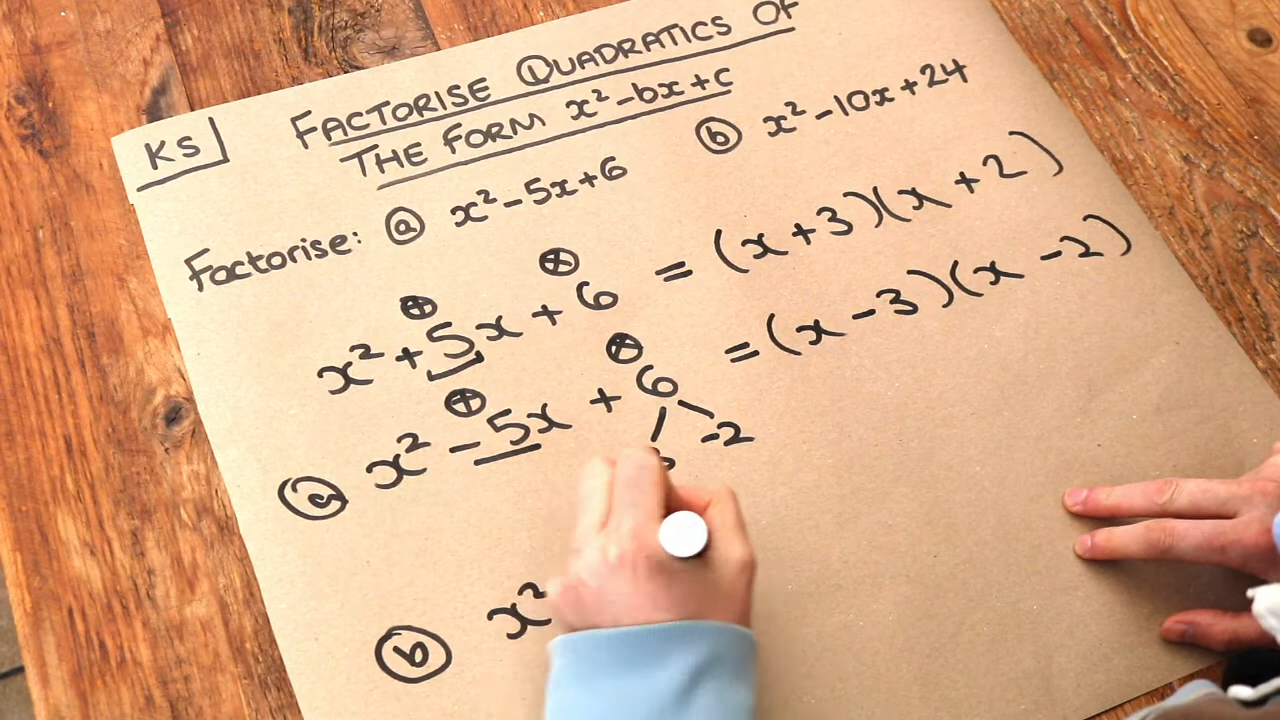 KS
FACTORISE QUADRATICS OF
THE FORM x²-bx+c
Factorise: ⓐ x²-5x+6 ⓑ x²-10x+24
⊕ ⊗
x²+5x+6 = (x+3)(x+2)
⊕ ⊗
ⓐ x²-5x+6 = (x-3)(x-2)
-2
ⓑ x²